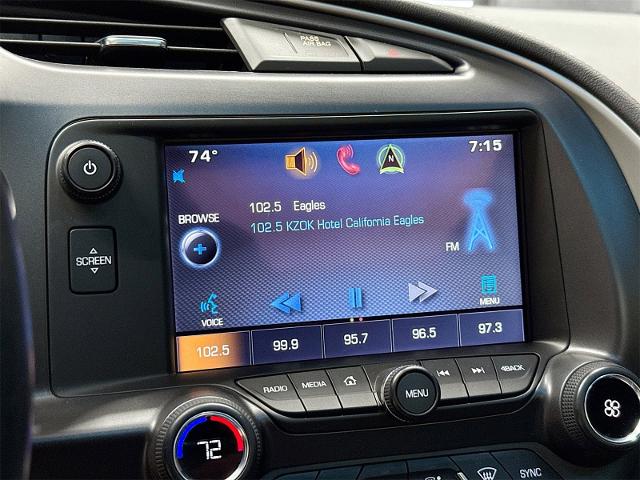 PASS
AIR BAG
74°
7:15
N
102.5 Eagles
102.5 KZOK Hotel California Eagles
BROWSE
FM
SCREEN
VOICE
MENU
102.5 99.9 95.7 96.5 97.3
RADIO MEDIA MENU BACK
72
SYNC